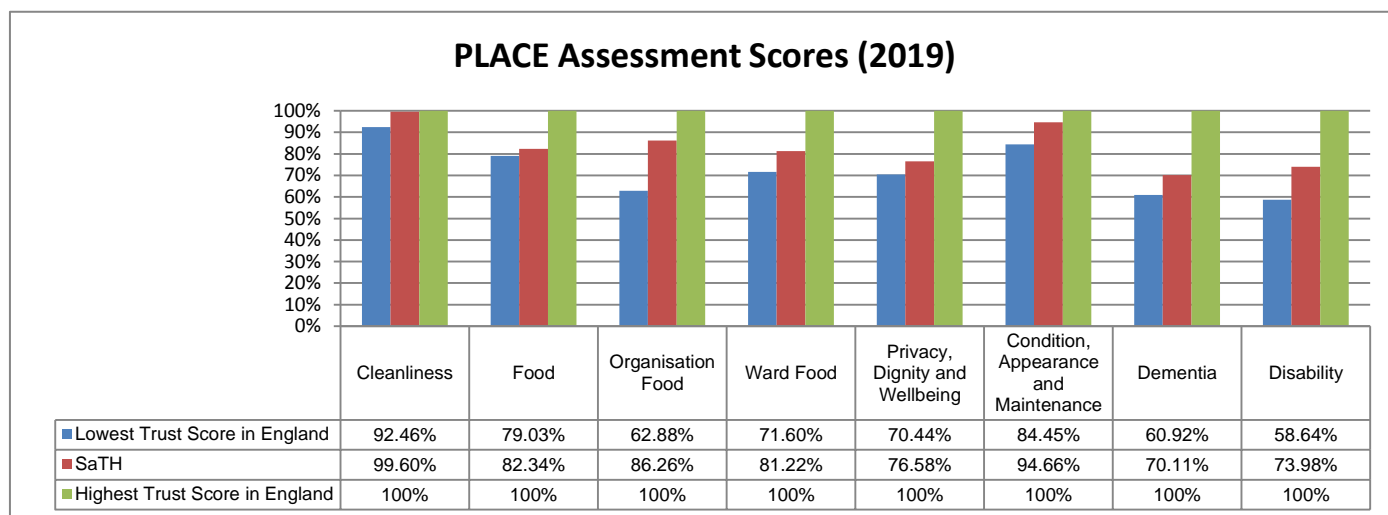 PLACE Assessment Scores (2019)
100%
90%
80%
70%
60%
50%
40%
30%
20%
10%
0%
Cleanliness Food Organisation Food Ward Food Privacy, Dignity and Wellbeing Condition, Appearance and Maintenance Dementia Disability
Lowest Trust Score in England 92.46% 79.03% 62.88% 71.60% 70.44% 84.45% 60.92% 58.64%
SaTH 99.60% 82.34% 86.26% 81.22% 76.58% 94.66% 70.11% 73.98%
Highest Trust Score in England 100% 100% 100% 100% 100% 100% 100% 100%